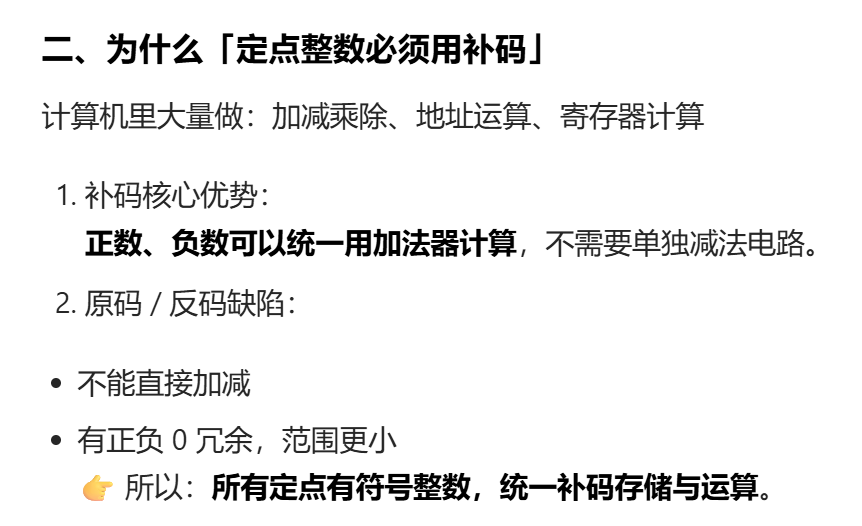 二、为什么「定点整数必须用补码」
计算机里大量做：加减乘除、地址运算、寄存器计算
1. 补码核心优势：
正数、负数可以统一用加法器计算，不需要单独减法电路。
2. 原码 / 反码缺陷：
• 不能直接加减
• 有正负 0 冗余，范围更小
👉 所以：所有定点有符号整数，统一补码存储与运算。